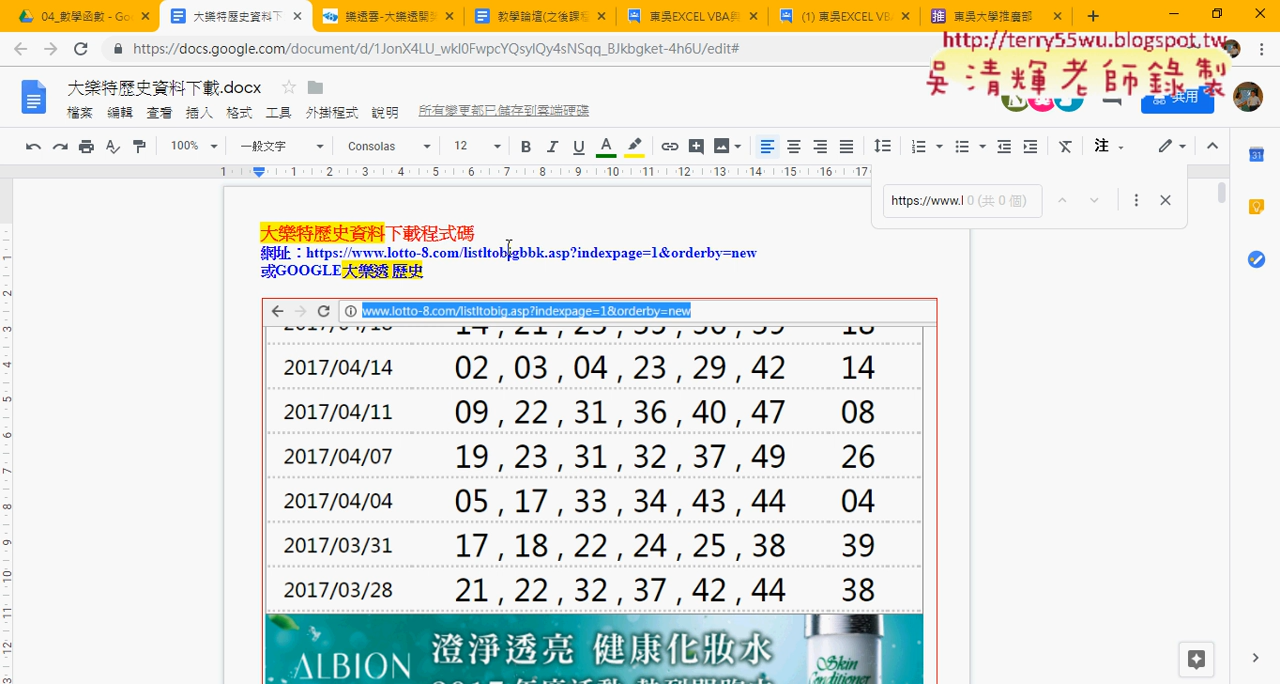 04_數學函數 - Go
大樂特歷史資料下
樂透雲-大樂透開
教學論壇(之後課程
東吳EXCEL VBA與
(1) 東吳EXCEL VB
東吳大學推廣部
https://docs.google.com/document/d/1JonX4LU_wkI0FwpcYQsylQy4sNSqq_BJkbgket-4h6U/edit#
http://terry55wu.blogspot.tw
吳清輝老師錄製
大樂特歷史資料下載.docx
檔案 編輯 查看 插入 格式 工具 外掛程式 說明 所有變更都已儲存到雲端硬碟
共用
100% 一般文字 Consolas 12 B I U A 注
https://www.l 0 (共 0 個)
大樂特歷史資料下載程式碼
網址：https://www.lotto-8.com/listltobigbbk.asp?indexpage=1&orderby=new
或GOOGLE大樂透 歷史
www.lotto-8.com/listltobig.asp?indexpage=1&orderby=new
2017/04/14 02 , 03 , 04 , 23 , 29 , 42 14
2017/04/11 09 , 22 , 31 , 36 , 40 , 47 08
2017/04/07 19 , 23 , 31 , 32 , 37 , 49 26
2017/04/04 05 , 17 , 33 , 34 , 43 , 44 04
2017/03/31 17 , 18 , 22 , 24 , 25 , 38 39
2017/03/28 21 , 22 , 32 , 37 , 42 , 44 38
ALBION
澄淨透亮 健康化妝水
Skin
Conditioner